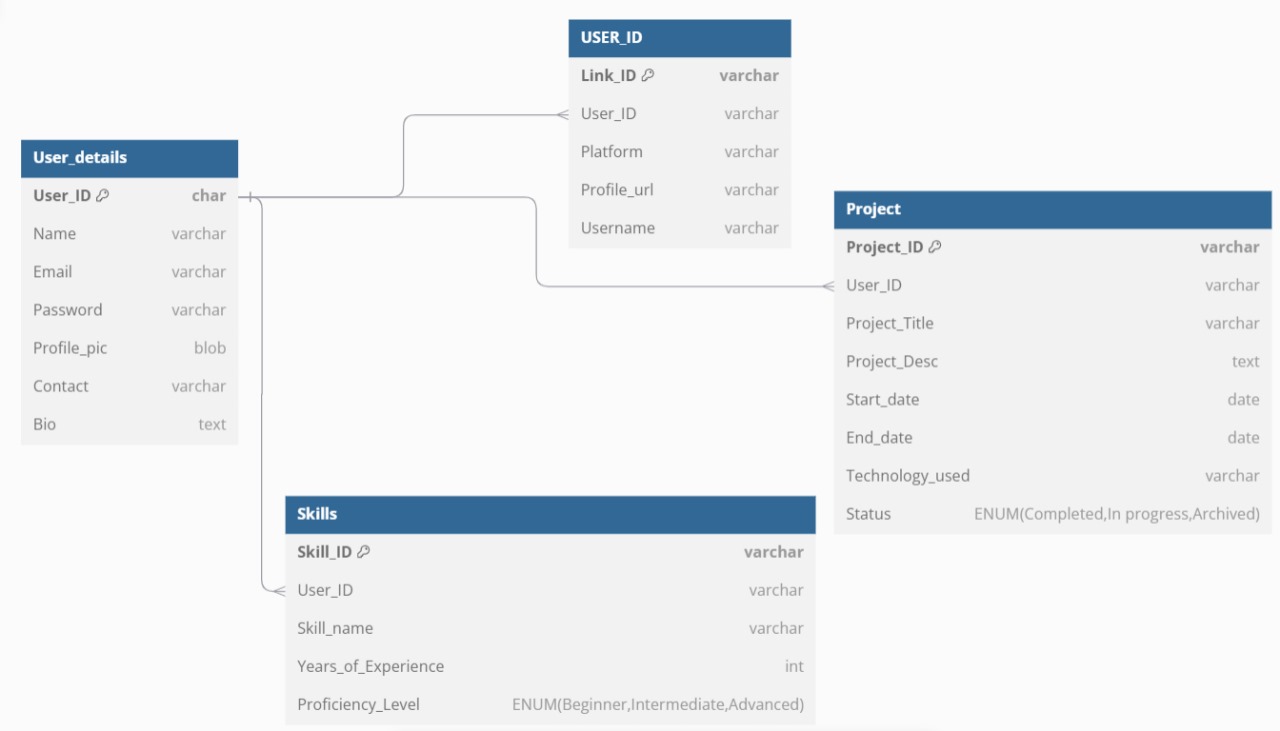 USER_ID
Link_ID varchar
User_ID varchar
Platform varchar
Profile_url varchar
Username varchar
User_details
User_ID char
Name varchar
Email varchar
Password varchar
Profile_pic blob
Contact varchar
Bio text
Project
Project_ID varchar
User_ID varchar
Project_Title varchar
Project_Desc text
Start_date date
End_date date
Technology_used varchar
Status ENUM(Completed,In progress,Archived)
Skills
Skill_ID varchar
User_ID varchar
Skill_name varchar
Years_of_Experience int
Proficiency_Level ENUM(Beginner,Intermediate,Advanced)